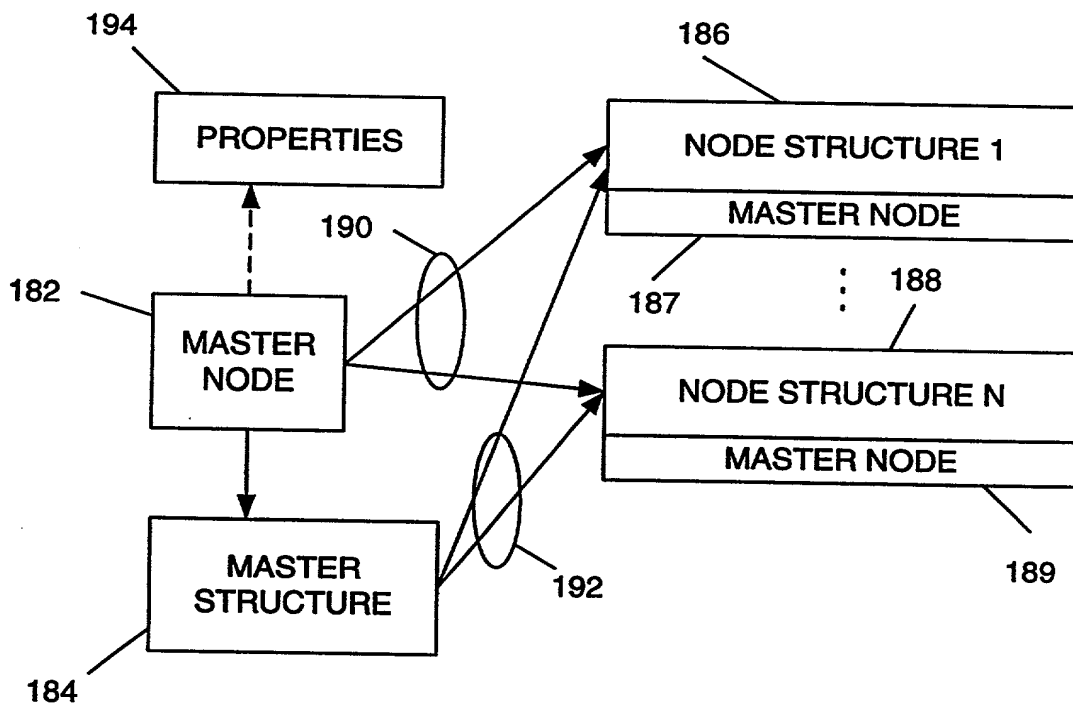 194
186
PROPERTIES
NODE STRUCTURE 1
MASTER NODE
190
187
188
182
MASTER
NODE
NODE STRUCTURE N
MASTER NODE
MASTER
STRUCTURE
192
189
184